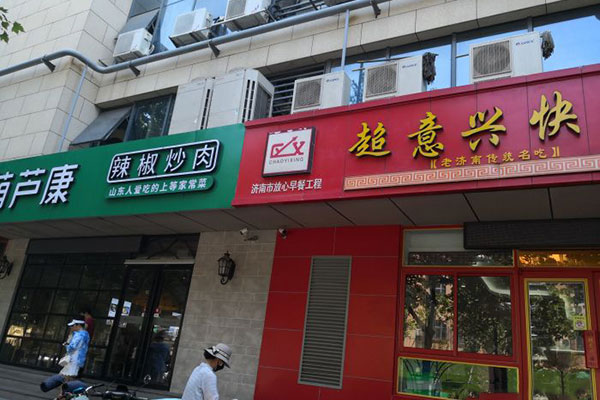 葫芦康
辣椒炒肉
山东人爱吃的上等家常菜
CHAOYIXING
济南市放心早餐工程
超意兴快
老济南传统名吃